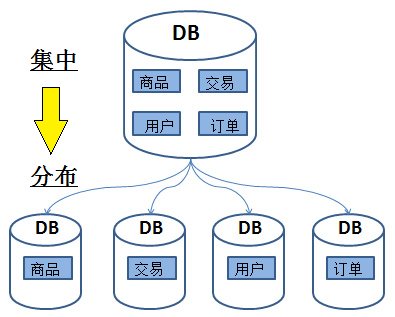 DB
集中
商品 交易
用户 订单
分布
DB DB DB DB
商品 交易 用户 订单